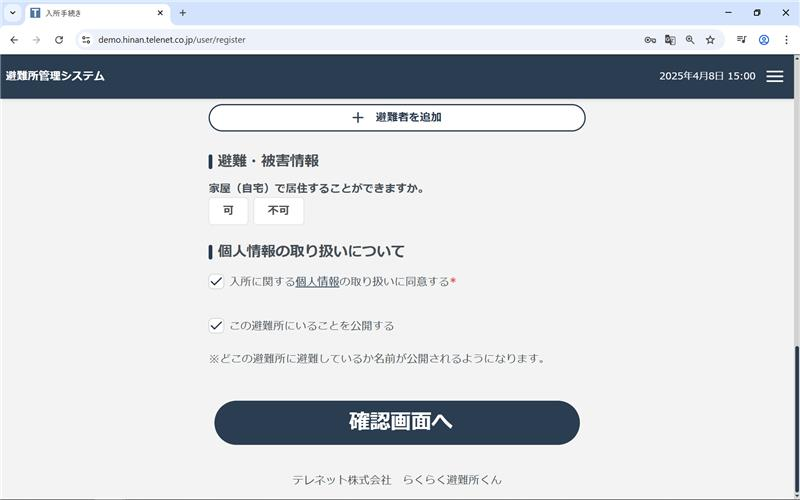 入所手続き
demo.hinan.telenet.co.jp/user/register
避難所管理システム
2025年4月8日 15:00
避難者を追加
避難・被害情報
家屋（自宅）で居住することができますか。
可 不可
個人情報の取り扱いについて
入所に関する個人情報の取り扱いに同意する*
この避難所にいることを公開する
※どこの避難所に避難しているか名前が公開されるようになります。
確認画面へ
テレネット株式会社　らくらく避難所くん